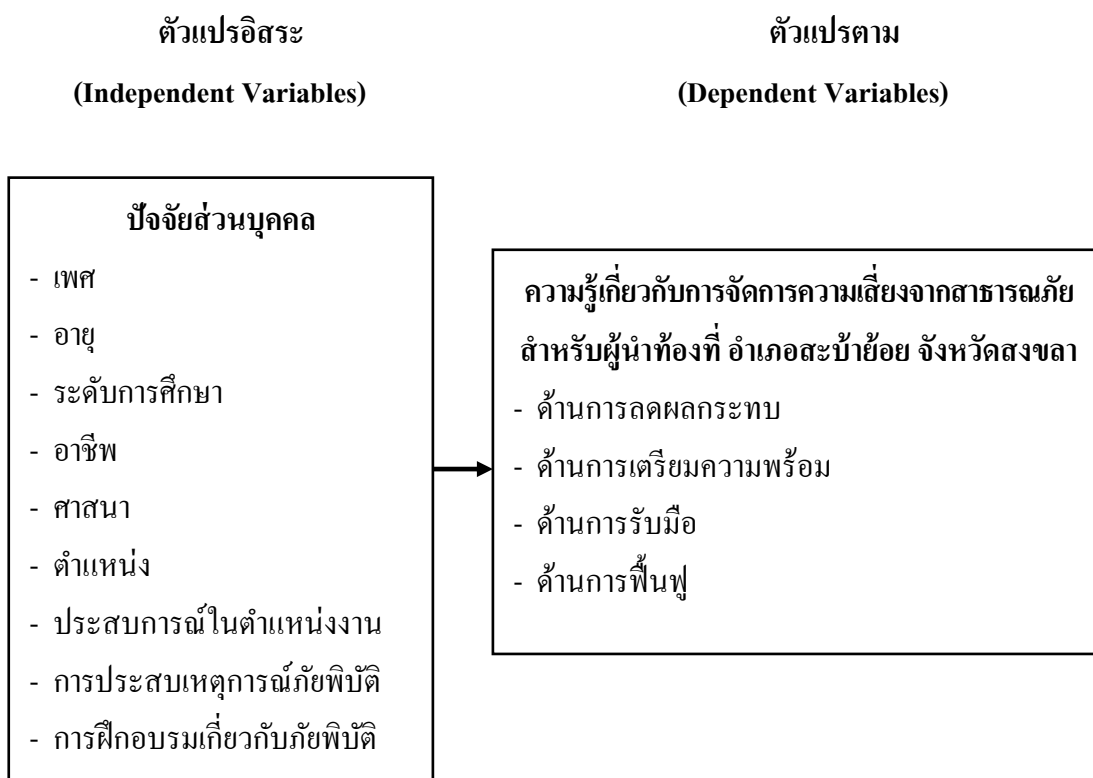 ตัวแปรอิสระ
(Independent Variables)
ตัวแปรตาม
(Dependent Variables)
ปัจจัยส่วนบุคคล
- เพศ
- อายุ
- ระดับการศึกษา
- อาชีพ
- ศาสนา
- ตำแหน่ง
- ประสบการณ์ในตำแหน่งงาน
- การประสบเหตุการณ์ภัยพิบัติ
- การฝึกอบรมเกี่ยวกับภัยพิบัติ
ความรู้เกี่ยวกับการจัดการความเสี่ยงจากสาธารณภัย
สำหรับผู้นำท้องที่ อำเภอสะบ้าย้อย จังหวัดสงขลา
- ด้านการลดผลกระทบ
- ด้านการเตรียมความพร้อม
- ด้านการรับมือ
- ด้านการฟื้นฟู